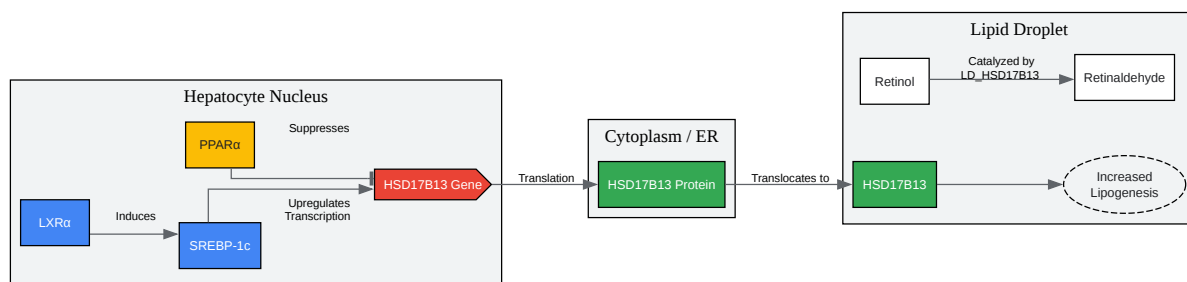 Hepatocyte Nucleus
PPARα
Suppresses
HSD17B13 Gene
LXRα
Induces
SREBP-1c
Upregulates
Transcription
Translation
Cytoplasm / ER
HSD17B13 Protein
Translocates to
Lipid Droplet
Retinol
Catalyzed by
LD_HSD17B13
Retinaldehyde
HSD17B13
Increased
Lipogenesis